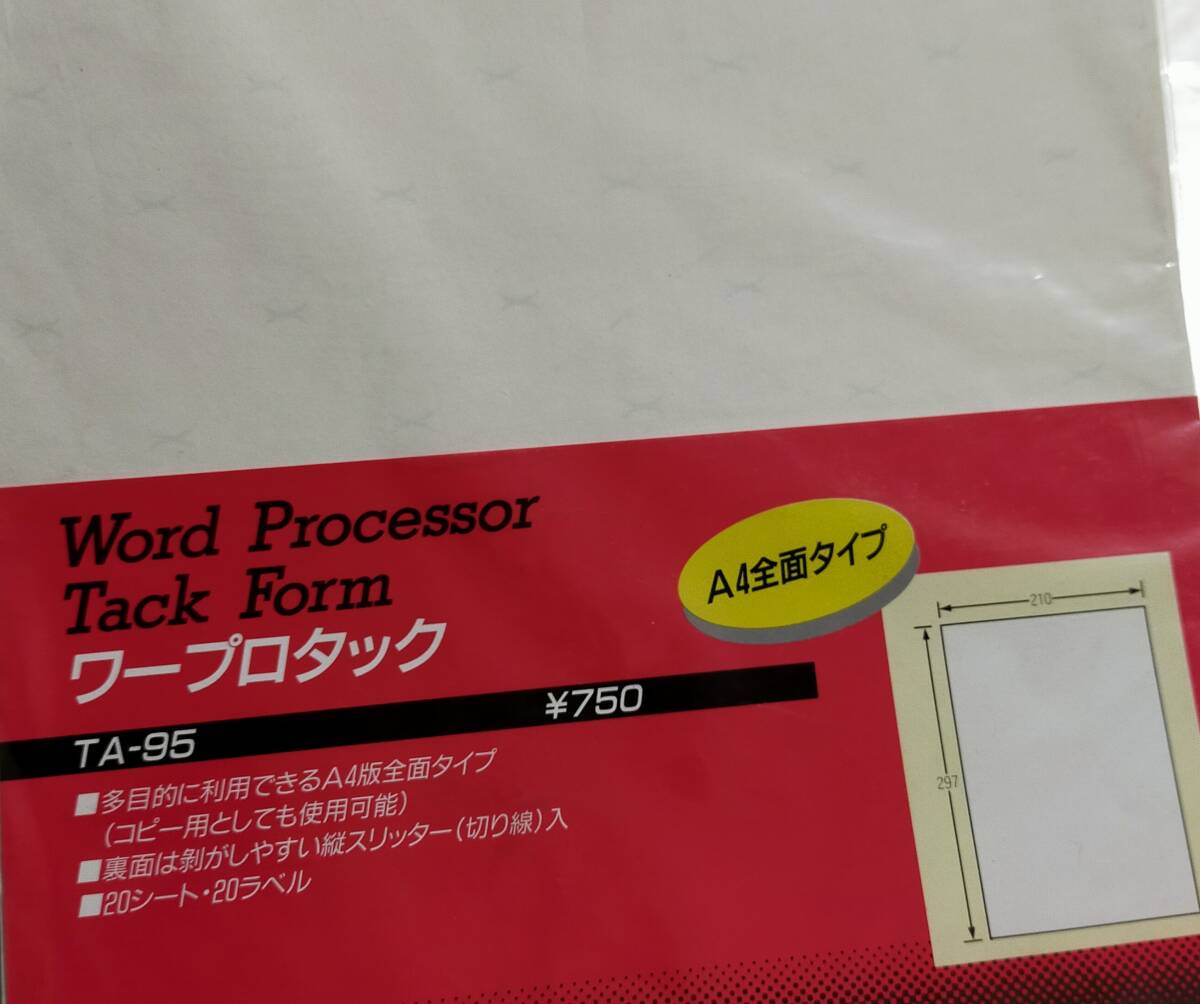 Word Processor
Tack Form
ワープロタック
A4全面タイプ
TA-95 ¥750
■多目的に利用できるA4版全面タイプ
(コピー用としても使用可能)
■裏面は剝がしやすい縦スリッター(切り線)入
■20シート・20ラベル
210
297